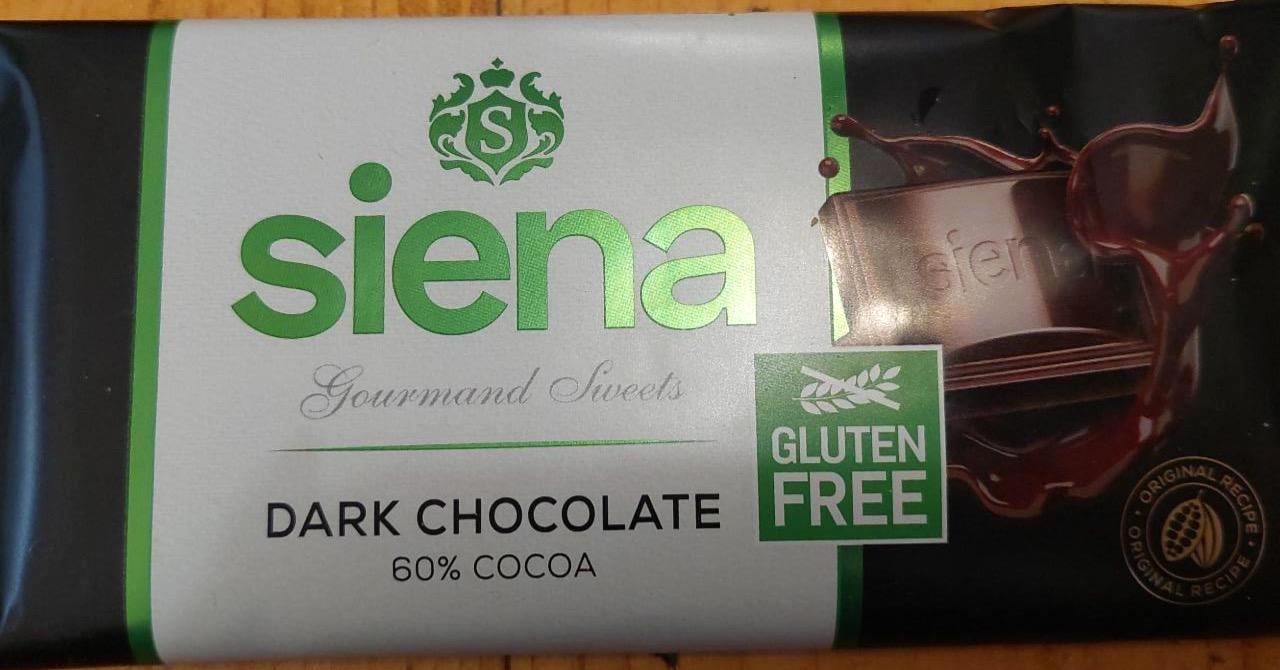 S
siena
Gourmand Sweets
DARK CHOCOLATE
60% COCOA
siena
GLUTEN
FREE
ORIGINAL RECIPE
ORIGINAL RECIPE